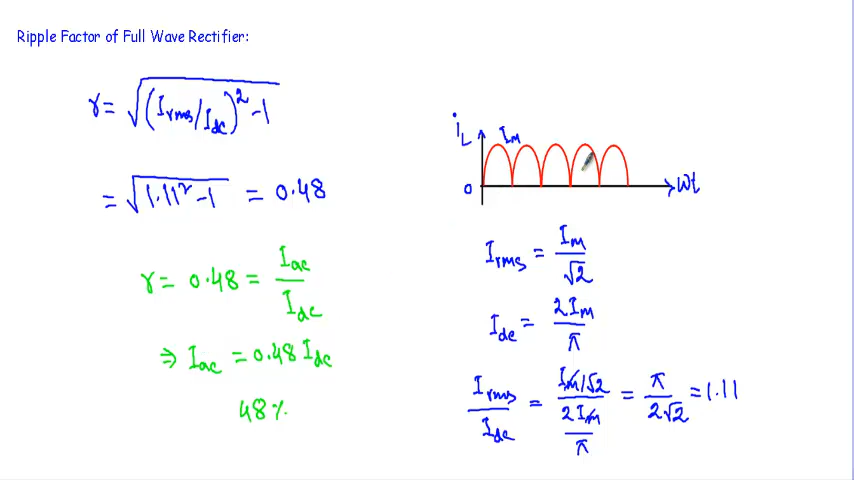 Ripple Factor of Full Wave Rectifier:
γ = √((Irms/Idc)² - 1)
= √(1.11² - 1) = 0.48
γ = 0.48 = Iac/Idc
⇒ Iac = 0.48 Idc
48%
iL Im
0 wt
Irms = Im/√2
Idc = 2Im/π
Irms/Idc = (Im/√2)/(2Im/π) = π/2√2 = 1.11